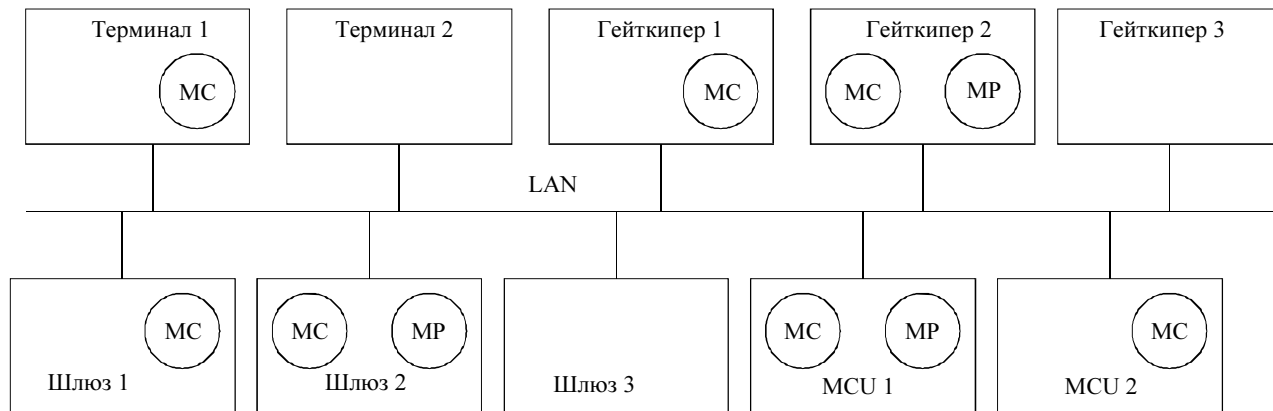 Терминал 1 Терминал 2 Гейткипер 1 Гейткипер 2 Гейткипер 3
MC MC MC MP
LAN
MC MC MP MC MP MC
Шлюз 1 Шлюз 2 Шлюз 3 MCU 1 MCU 2